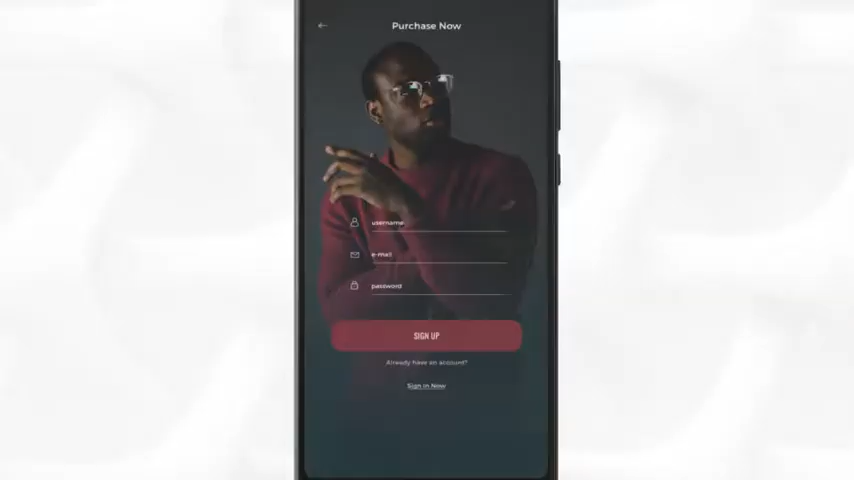 Purchase Now
username
e-mail
password
SIGN UP
Already have an account?
Sign In Now